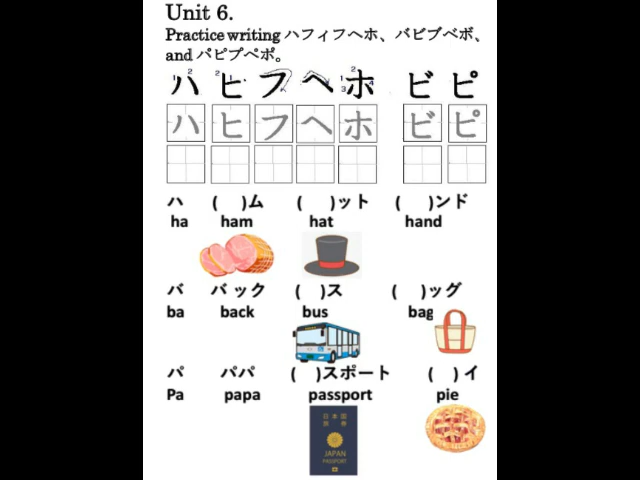 Unit 6.
Practice writing ハフィフヘホ、バビブベボ、
and パピプペポ。
ハ ヒ フ ヘ ホ ビ ピ
ハ ヒ フ ヘ ホ ビ ピ
ハ ( )ム ( )ット ( )ンド
ha ham hat hand
バ バック ( )ス ( )ッグ
ba back bus bag
パ パパ ( )スポート ( )イ
Pa papa passport pie
日本国
旅券
JAPAN
PASSPORT